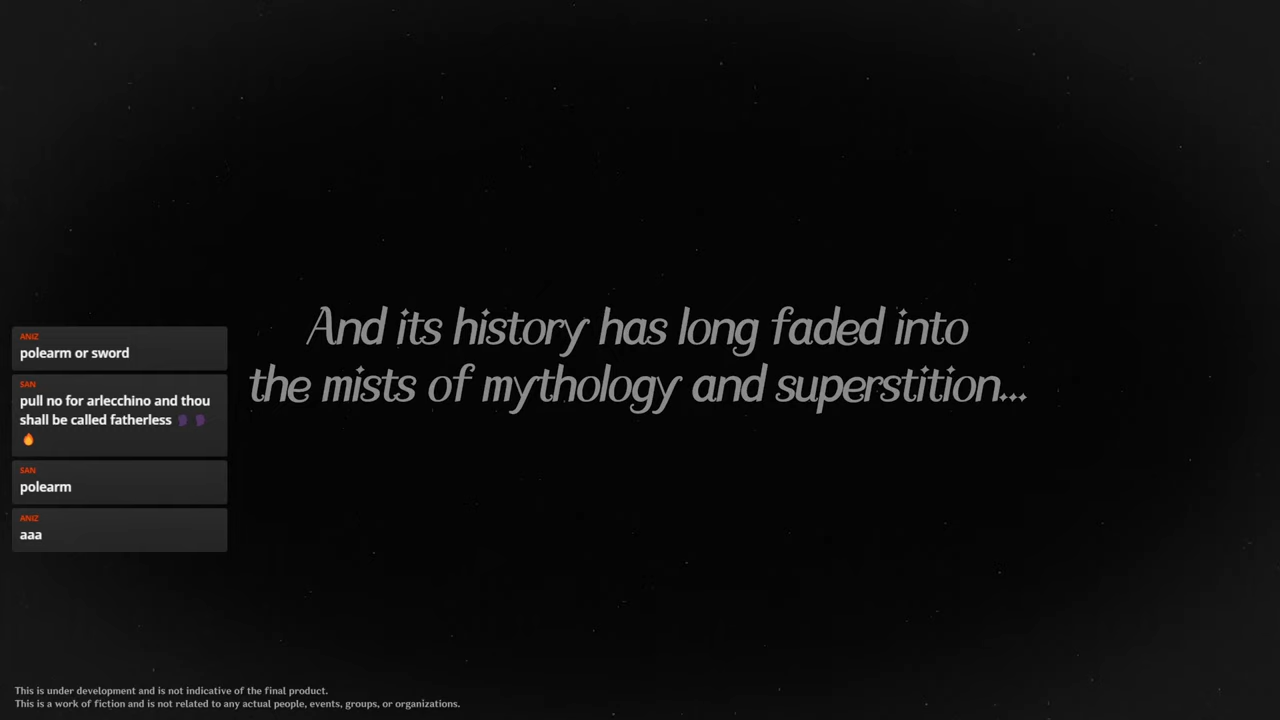 And its history has long faded into
the mists of mythology and superstition...
ANIZ
polearm or sword
SAN
pull no for arlecchino and thou
shall be called fatherless
SAN
polearm
ANIZ
aaa
This is under development and is not indicative of the final product.
This is a work of fiction and is not related to any actual people, events, groups, or organizations.